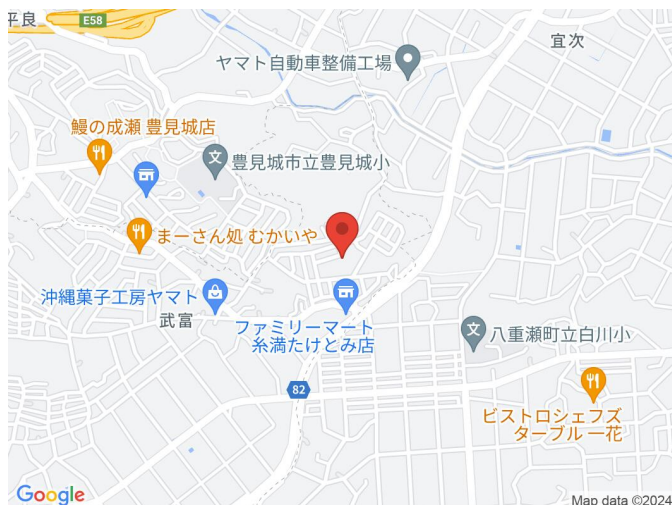 平良
E58
宜次
ヤマト自動車整備工場
鰻の成瀬 豊見城店
豊見城市立豊見城小
まーさん処 むかいや
沖縄菓子工房ヤマト
武富
ファミリーマート
糸満たけとみ店
八重瀬町立白川小
82
ビストロシェフズ
ターブル 一花
Google
Map data ©2024